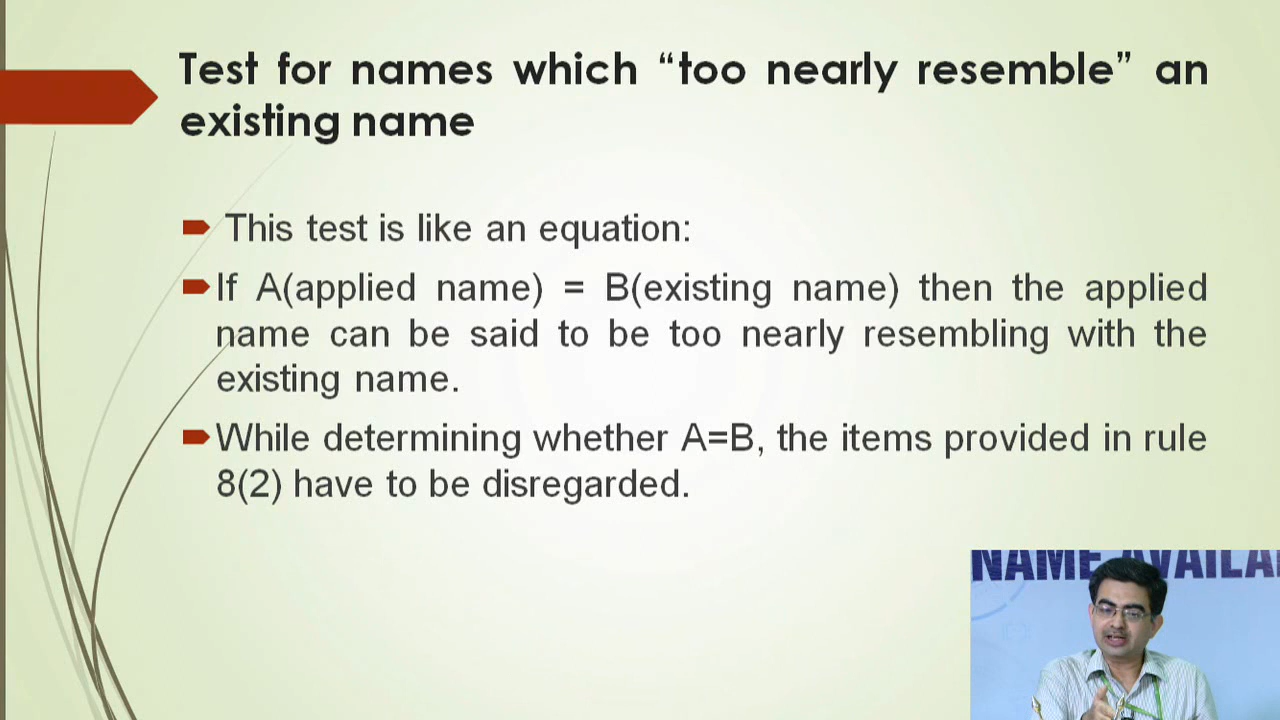 Test for names which “too nearly resemble” an
existing name
This test is like an equation:
If A(applied name) = B(existing name) then the applied
name can be said to be too nearly resembling with the
existing name.
While determining whether A=B, the items provided in rule
8(2) have to be disregarded.
NAME